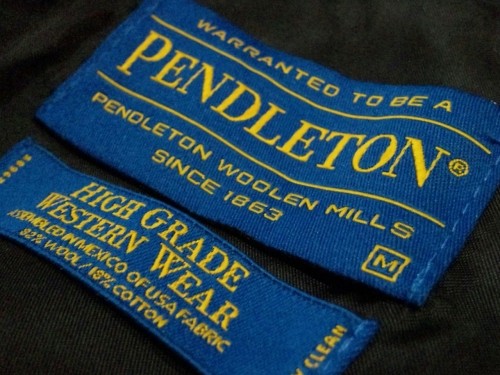 WARRANTED TO BE A
PENDLETON®
PENDLETON WOOLEN MILLS
SINCE 1863
M
HIGH GRADE
WESTERN WEAR
ASSEMBLED IN MEXICO OF USA FABRIC
82% WOOL / 18% COTTON
CLEAN